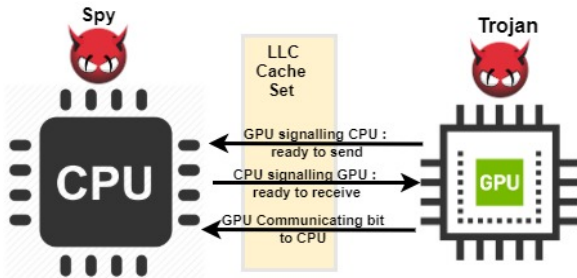 Spy
Trojan
LLC
Cache
Set
GPU signalling CPU :
ready to send
CPU signalling GPU :
ready to receive
GPU Communicating bit
to CPU
CPU
GPU